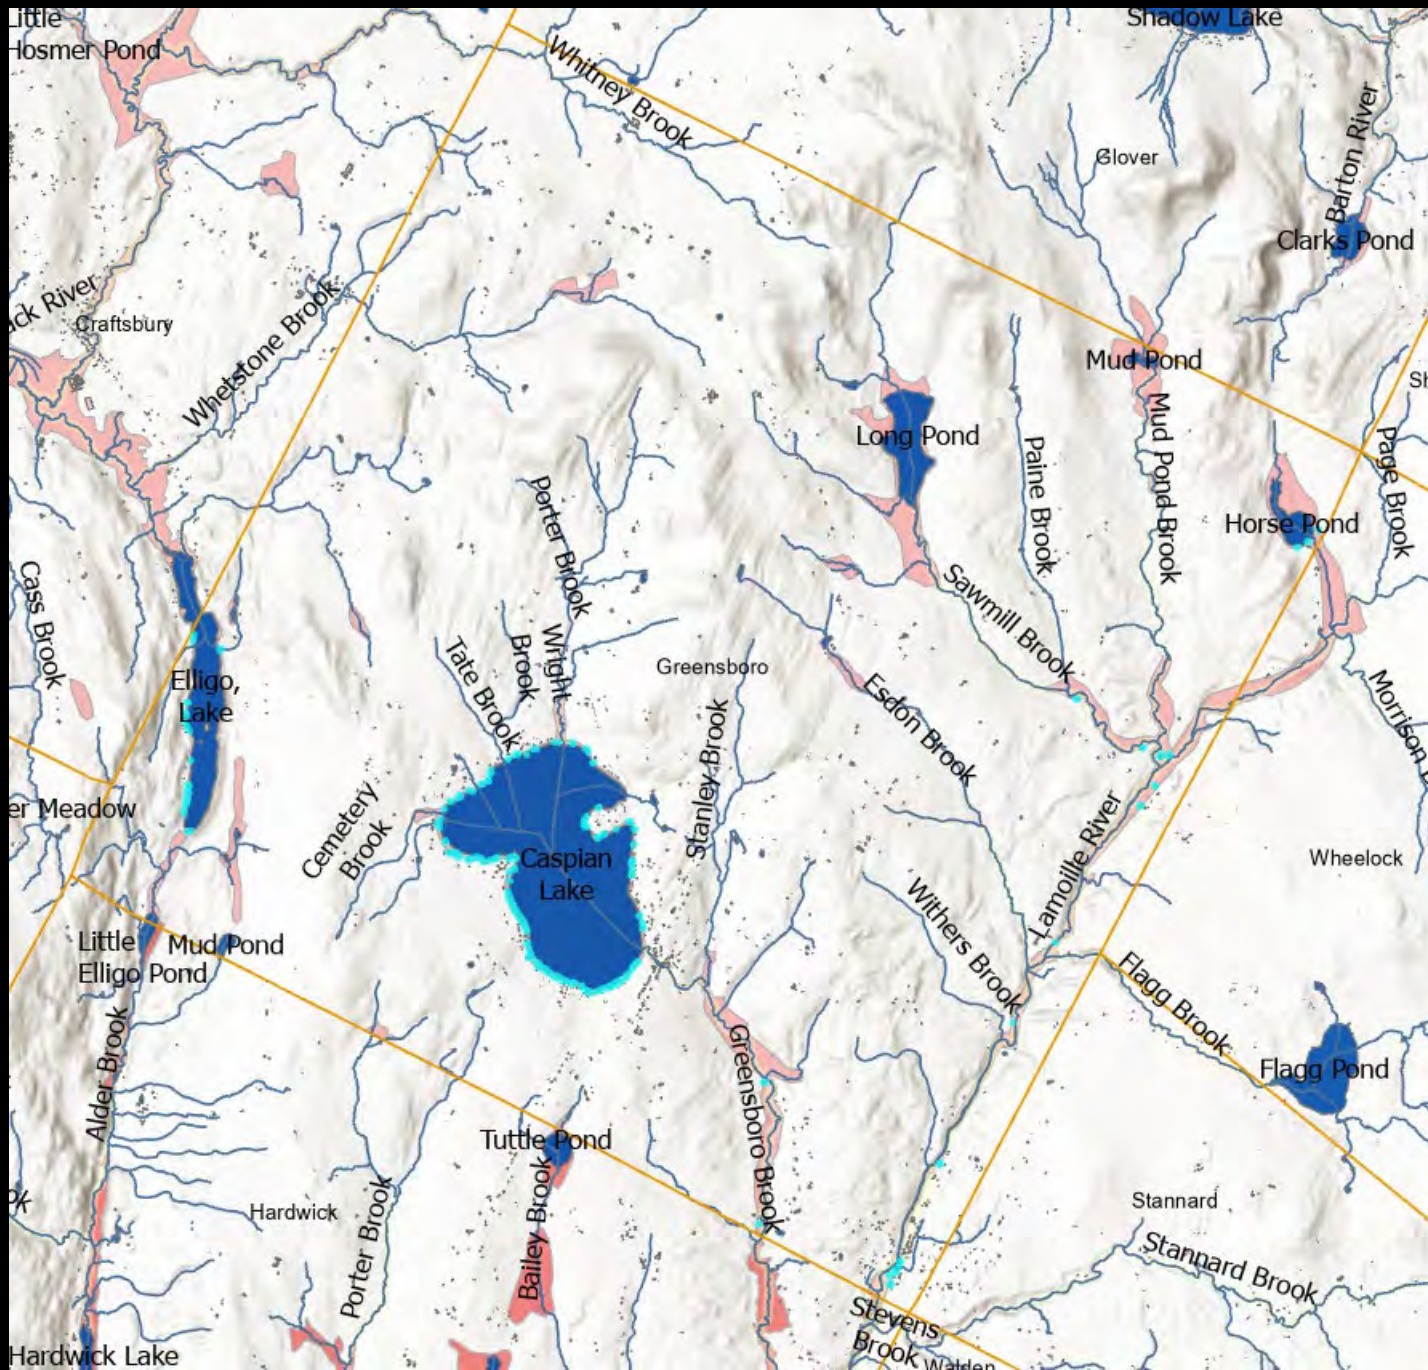 Little
Hosmer Pond
Shadow Lake
Whitney Brook
Barton River
Glover
Clarks Pond
ck River
Craftsbury
Whetstone Brook
Mud Pond
Sh
Long Pond
Mud Pond Brook
Paine Brook
Page Brook
Porter Brook
Horse Pond
Cass Brook
Sawmill Brook
Wright
Brook
Tate Brook
Greensboro
Elligo,
Lake
Esdon Brook
Morrison
Stanley Brook
er Meadow
Cemetery
Brook
Caspian
Lake
Lamoille River
Wheelock
Withers Brook
Little
Elligo Pond
Mud Pond
Flagg Brook
Flagg Pond
Alder Brook
Greensboro Brook
Tuttle Pond
Bailey Brook
Hardwick
Porter Brook
Stannard
Stannard Brook
Stevens
Brook
Walden
Hardwick Lake